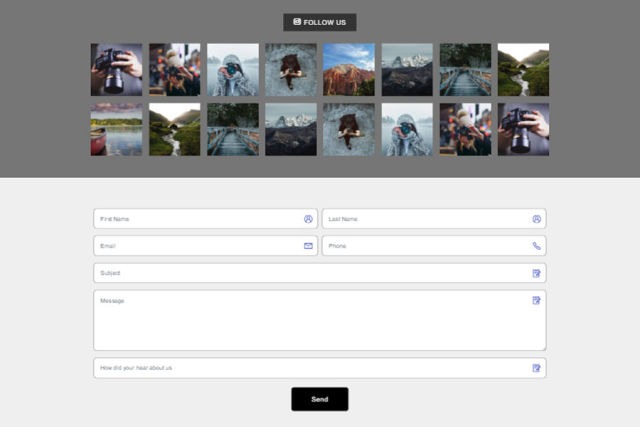 FOLLOW US
First Name
Last Name
Email
Phone
Subject
Message
How did your hear about us
Send